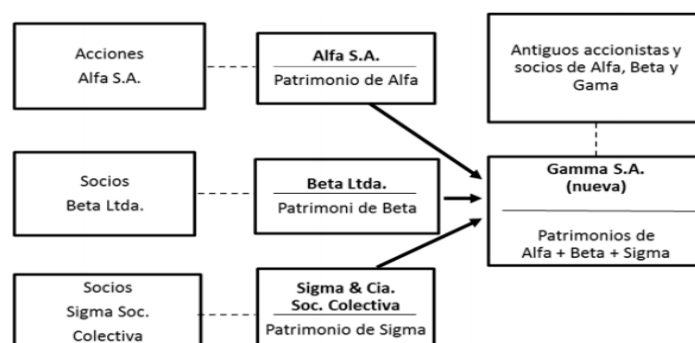 Acciones
Alfa S.A.
Alfa S.A.
Patrimonio de Alfa
Antiguos accionistas y
socios de Alfa, Beta y
Gama
Socios
Beta Ltda.
Beta Ltda.
Patrimoni de Beta
Gamma S.A.
(nueva)
Patrimonios de
Alfa + Beta + Sigma
Socios
Sigma Soc.
Colectiva
Sigma & Cia.
Soc. Colectiva
Patrimonio de Sigma